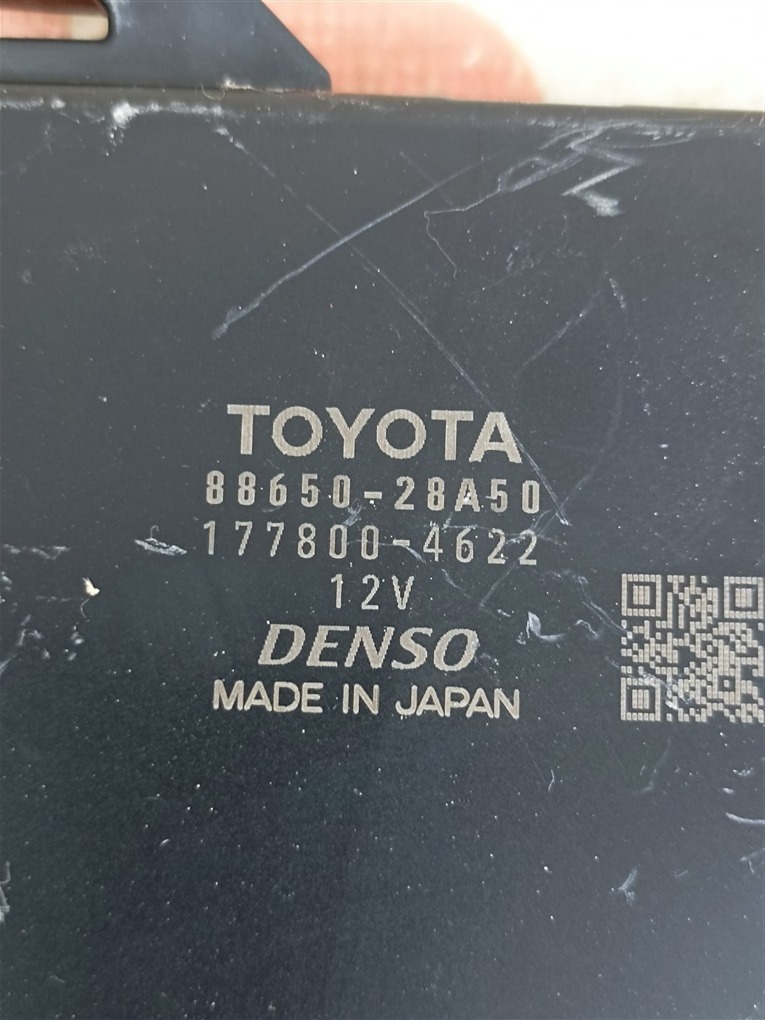 TOYOTA
88650-28A50
177800-4622
12V
DENSO
MADE IN JAPAN